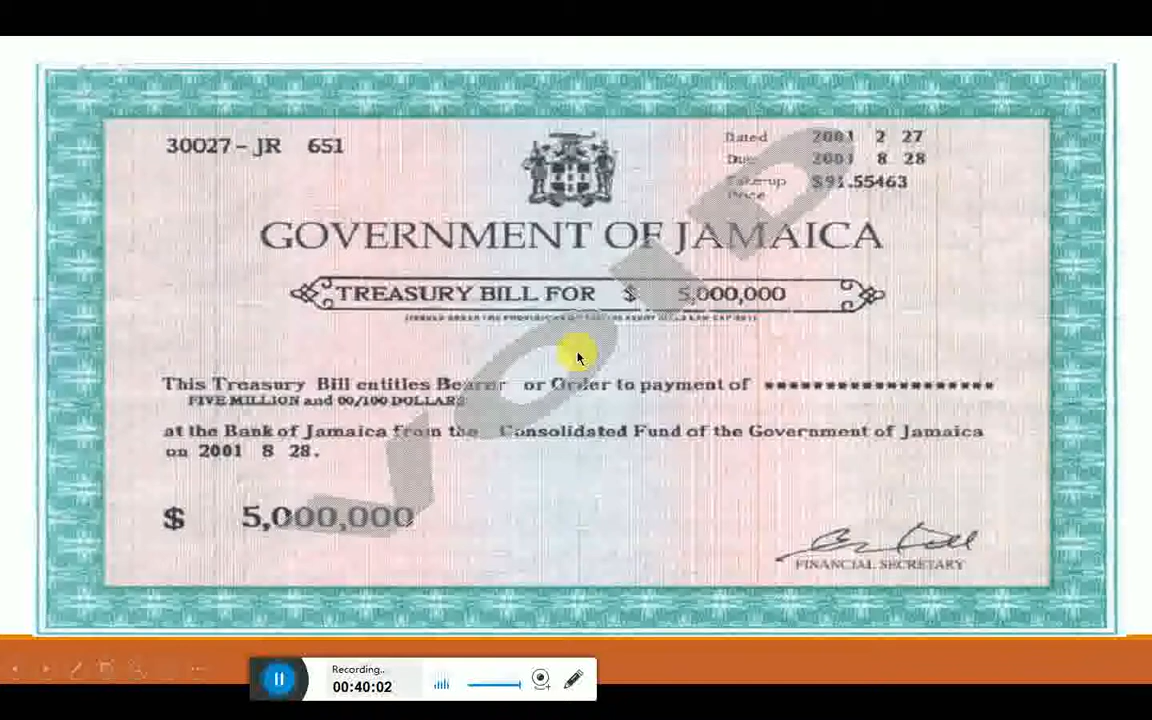 30027 - JR 651
Dated 2001 2 27
Due 2001 8 28
Take-up $91.55463
Price
GOVERNMENT OF JAMAICA
TREASURY BILL FOR $ 5,000,000
This Treasury Bill entitles Bearer or Order to payment of ********************
FIVE MILLION and 00/100 DOLLARS
at the Bank of Jamaica from the Consolidated Fund of the Government of Jamaica
on 2001 8 28.
$ 5,000,000
FINANCIAL SECRETARY
VOID
Recording..
00:40:02